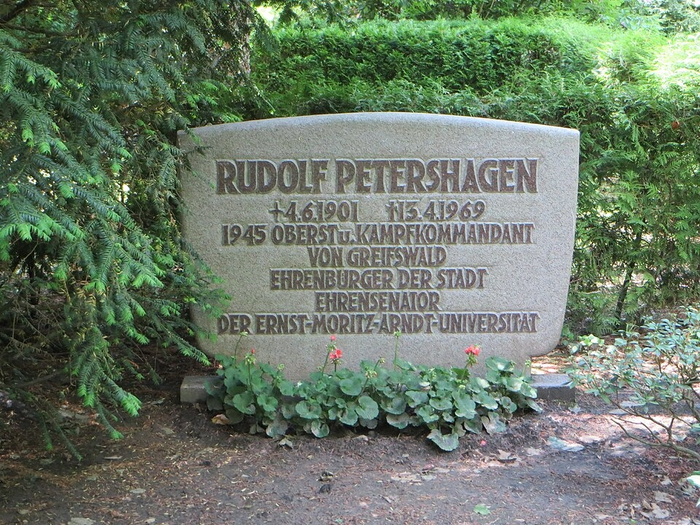 RUDOLF PETERSHAGEN
*4.6.1901 †13.4.1969
1945 OBERST u. KAMPFKOMMANDANT
VON GREIFSWALD
EHRENBÜRGER DER STADT
EHRENSENATOR
DER ERNST-MORITZ-ARNDT-UNIVERSITÄT